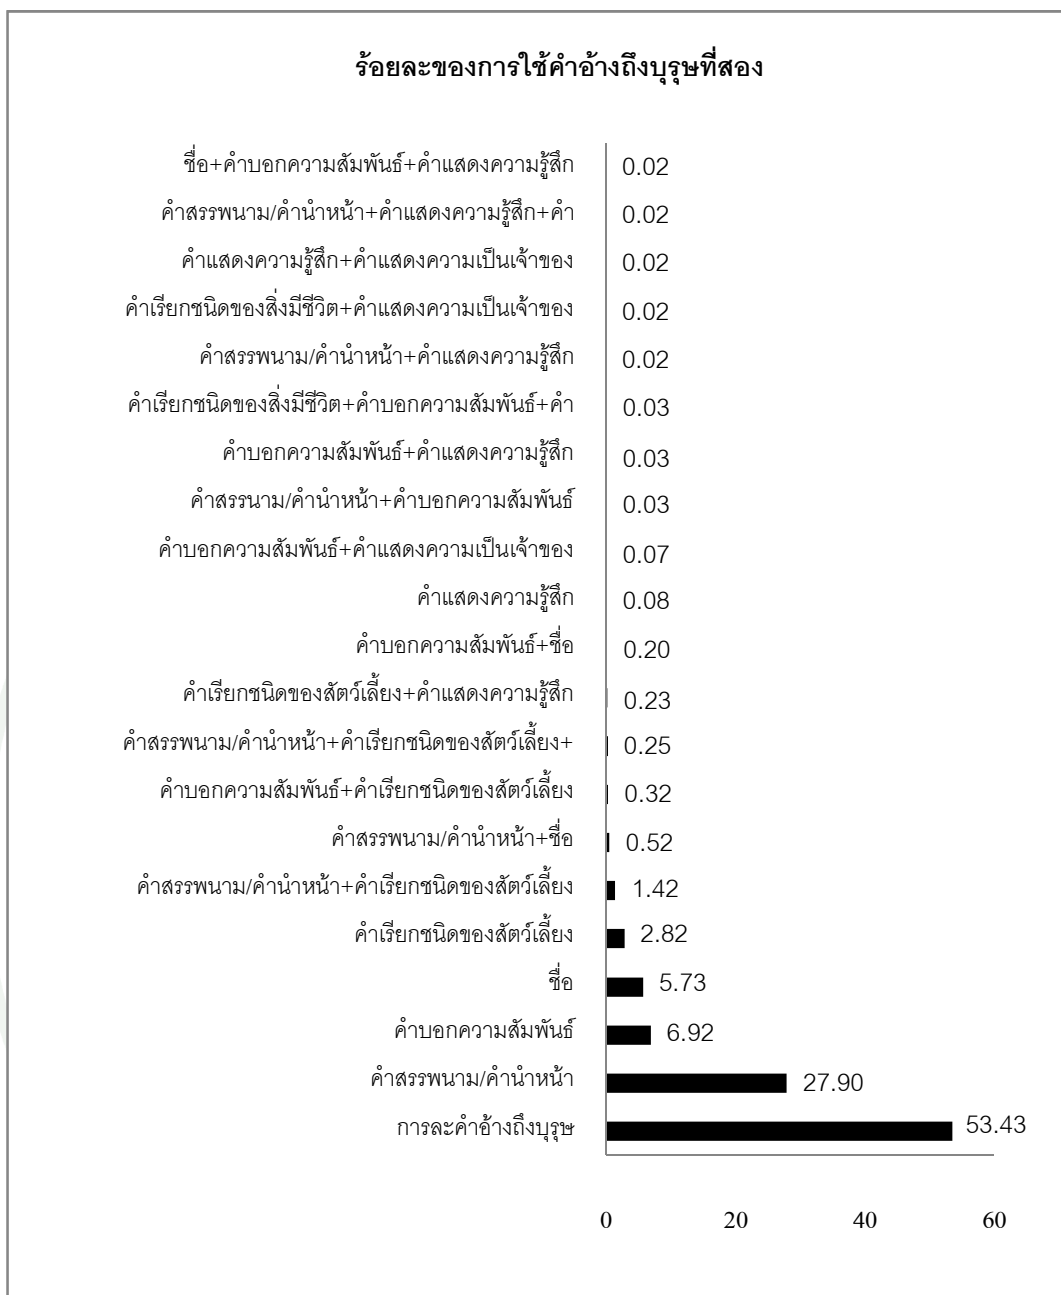 ร้อยละของการใช้คำอ้างถึงบุรุษที่สอง
ชื่อ+คำบอกความสัมพันธ์+คำแสดงความรู้สึก 0.02
คำสรรพนาม/คำนำหน้า+คำแสดงความรู้สึก+คำ 0.02
คำแสดงความรู้สึก+คำแสดงความเป็นเจ้าของ 0.02
คำเรียกชนิดของสิ่งมีชีวิต+คำแสดงความเป็นเจ้าของ 0.02
คำสรรพนาม/คำนำหน้า+คำแสดงความรู้สึก 0.02
คำเรียกชนิดของสิ่งมีชีวิต+คำบอกความสัมพันธ์+คำ 0.03
คำบอกความสัมพันธ์+คำแสดงความรู้สึก 0.03
คำสรรนาม/คำนำหน้า+คำบอกความสัมพันธ์ 0.03
คำบอกความสัมพันธ์+คำแสดงความเป็นเจ้าของ 0.07
คำแสดงความรู้สึก 0.08
คำบอกความสัมพันธ์+ชื่อ 0.20
คำเรียกชนิดของสัตว์เลี้ยง+คำแสดงความรู้สึก 0.23
คำสรรพนาม/คำนำหน้า+คำเรียกชนิดของสัตว์เลี้ยง+ 0.25
คำบอกความสัมพันธ์+คำเรียกชนิดของสัตว์เลี้ยง 0.32
คำสรรพนาม/คำนำหน้า+ชื่อ 0.52
คำสรรพนาม/คำนำหน้า+คำเรียกชนิดของสัตว์เลี้ยง 1.42
คำเรียกชนิดของสัตว์เลี้ยง 2.82
ชื่อ 5.73
คำบอกความสัมพันธ์ 6.92
คำสรรพนาม/คำนำหน้า 27.90
การละคำอ้างถึงบุรุษ 53.43
0 20 40 60